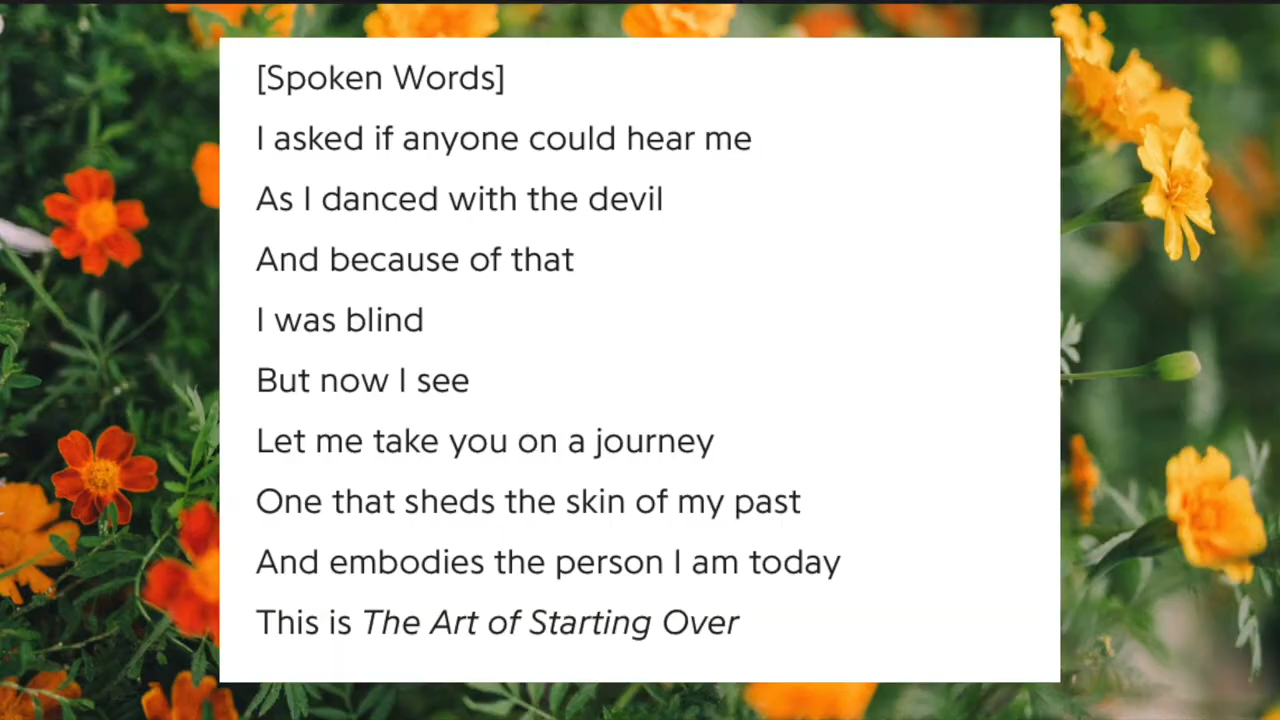 [Spoken Words]
I asked if anyone could hear me
As I danced with the devil
And because of that
I was blind
But now I see
Let me take you on a journey
One that sheds the skin of my past
And embodies the person I am today
This is The Art of Starting Over